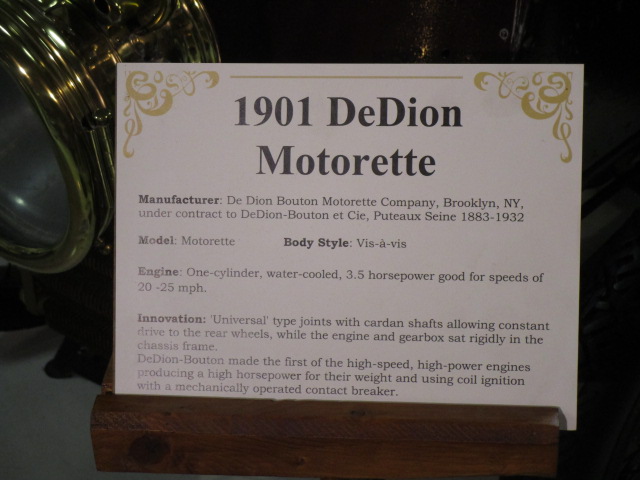 1901 DeDion
Motorette
Manufacturer: De Dion Bouton Motorette Company, Brooklyn, NY,
under contract to DeDion-Bouton et Cie, Puteaux Seine 1883-1932
Model: Motorette Body Style: Vis-à-vis
Engine: One-cylinder, water-cooled, 3.5 horsepower good for speeds of
20 -25 mph.
Innovation: 'Universal' type joints with cardan shafts allowing constant
drive to the rear wheels, while the engine and gearbox sat rigidly in the
chassis frame.
DeDion-Bouton made the first of the high-speed, high-power engines
producing a high horsepower for their weight and using coil ignition
with a mechanically operated contact breaker.